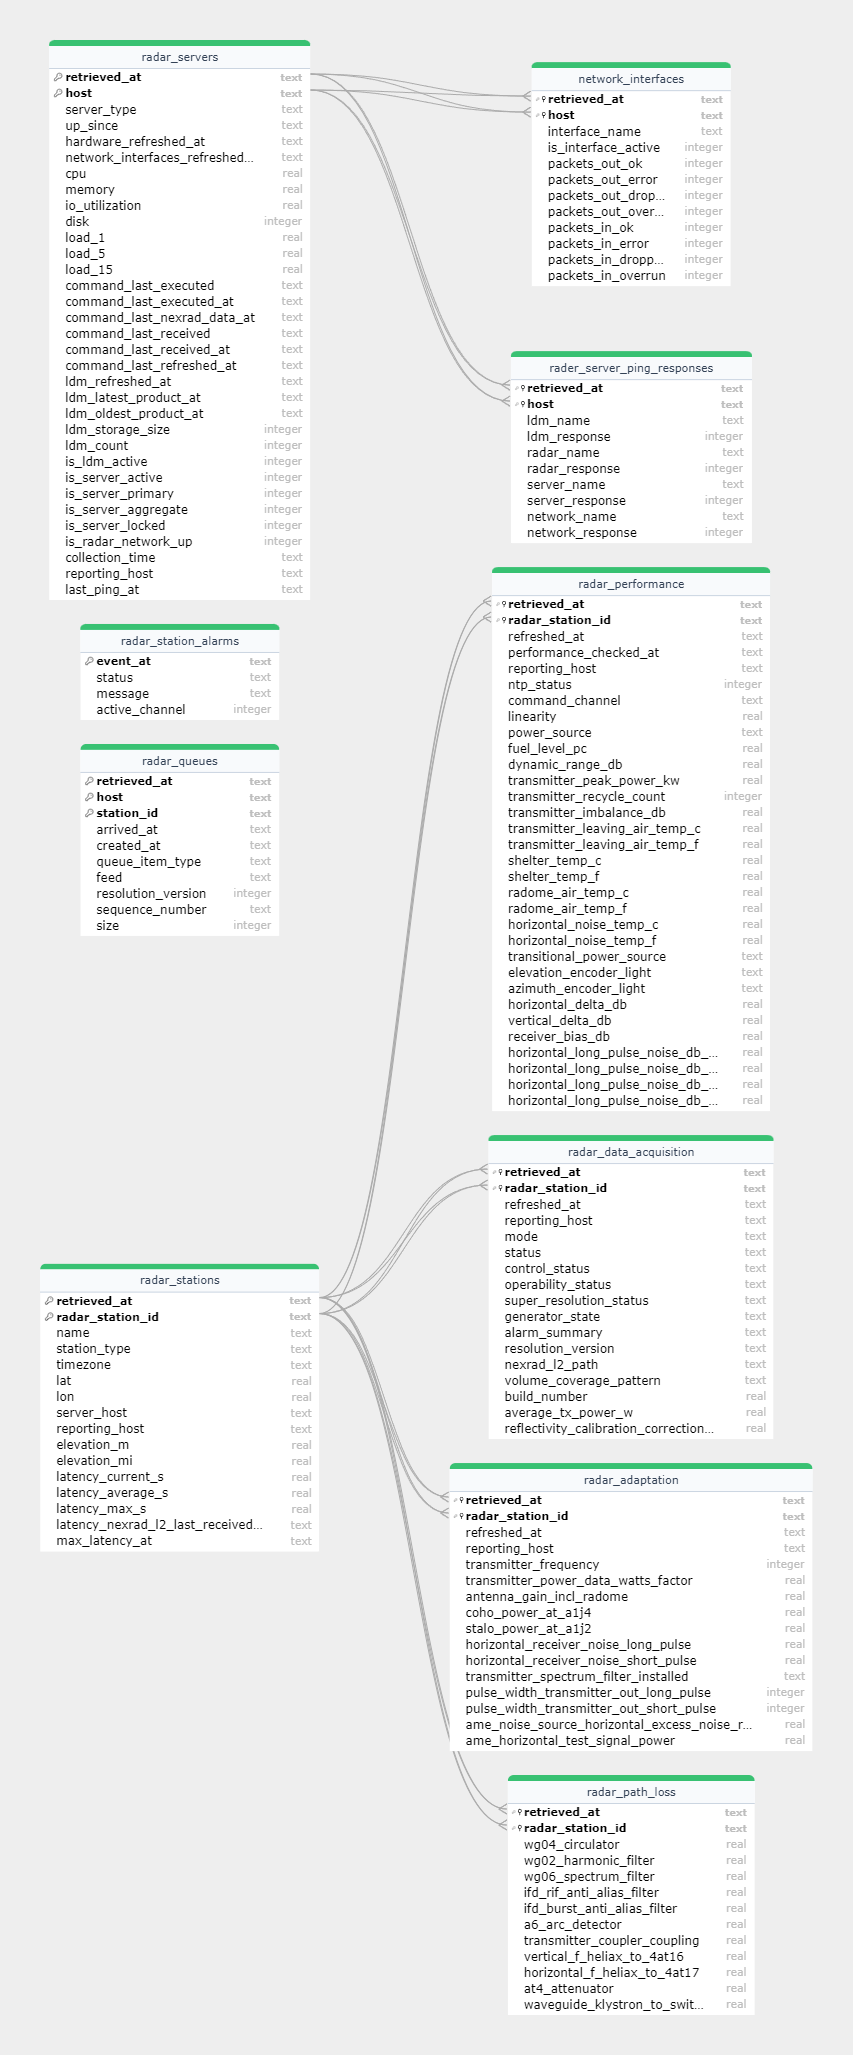 radar_servers
retrieved_at text
host text
server_type text
up_since text
hardware_refreshed_at text
network_interfaces_refreshed... text
cpu real
memory real
io_utilization real
disk integer
load_1 real
load_5 real
load_15 real
command_last_executed text
command_last_executed_at text
command_last_nexrad_data_at text
command_last_received text
command_last_received_at text
command_last_refreshed_at text
ldm_refreshed_at text
ldm_latest_product_at text
ldm_oldest_product_at text
ldm_storage_size integer
ldm_count integer
is_ldm_active integer
is_server_active integer
is_server_primary integer
is_server_aggregate integer
is_server_locked integer
is_radar_network_up integer
collection_time text
reporting_host text
last_ping_at text
network_interfaces
retrieved_at text
host text
interface_name text
is_interface_active integer
packets_out_ok integer
packets_out_error integer
packets_out_drop... integer
packets_out_over... integer
packets_in_ok integer
packets_in_error integer
packets_in_dropp... integer
packets_in_overrun integer
rader_server_ping_responses
retrieved_at text
host text
ldm_name text
ldm_response integer
radar_name text
radar_response integer
server_name text
server_response integer
network_name text
network_response integer
radar_station_alarms
event_at text
status text
message text
active_channel integer
radar_queues
retrieved_at text
host text
station_id text
arrived_at text
created_at text
queue_item_type text
feed text
resolution_version integer
sequence_number text
size integer
radar_performance
retrieved_at text
radar_station_id text
refreshed_at text
performance_checked_at text
reporting_host text
ntp_status integer
command_channel text
linearity real
power_source text
fuel_level_pc real
dynamic_range_db real
transmitter_peak_power_kw real
transmitter_recycle_count integer
transmitter_imbalance_db real
transmitter_leaving_air_temp_c real
transmitter_leaving_air_temp_f real
shelter_temp_c real
shelter_temp_f real
radome_air_temp_c real
radome_air_temp_f real
horizontal_noise_temp_c real
horizontal_noise_temp_f real
transitional_power_source text
elevation_encoder_light text
azimuth_encoder_light text
horizontal_delta_db real
vertical_delta_db real
receiver_bias_db real
horizontal_long_pulse_noise_db_... real
horizontal_long_pulse_noise_db_... real
horizontal_long_pulse_noise_db_... real
horizontal_long_pulse_noise_db_... real
radar_data_acquisition
retrieved_at text
radar_station_id text
refreshed_at text
reporting_host text
mode text
status text
control_status text
operability_status text
super_resolution_status text
generator_state text
alarm_summary text
resolution_version text
nexrad_l2_path text
volume_coverage_pattern text
build_number real
average_tx_power_w real
reflectivity_calibration_correction... real
radar_stations
retrieved_at text
radar_station_id text
name text
station_type text
timezone text
lat real
lon real
server_host text
reporting_host text
elevation_m real
elevation_mi real
latency_current_s real
latency_average_s real
latency_max_s real
latency_nexrad_l2_last_received... text
max_latency_at text
radar_adaptation
retrieved_at text
radar_station_id text
refreshed_at text
reporting_host text
transmitter_frequency integer
transmitter_power_data_watts_factor real
antenna_gain_incl_radome real
coho_power_at_a1j4 real
stalo_power_at_a1j2 real
horizontal_receiver_noise_long_pulse real
horizontal_receiver_noise_short_pulse real
transmitter_spectrum_filter_installed text
pulse_width_transmitter_out_long_pulse integer
pulse_width_transmitter_out_short_pulse integer
ame_noise_source_horizontal_excess_noise_r... real
ame_horizontal_test_signal_power real
radar_path_loss
retrieved_at text
radar_station_id text
wg04_circulator real
wg02_harmonic_filter real
wg06_spectrum_filter real
ifd_rif_anti_alias_filter real
ifd_burst_anti_alias_filter real
a6_arc_detector real
transmitter_coupler_coupling real
vertical_f_heliax_to_4at16 real
horizontal_f_heliax_to_4at17 real
at4_attenuator real
waveguide_klystron_to_swit... real